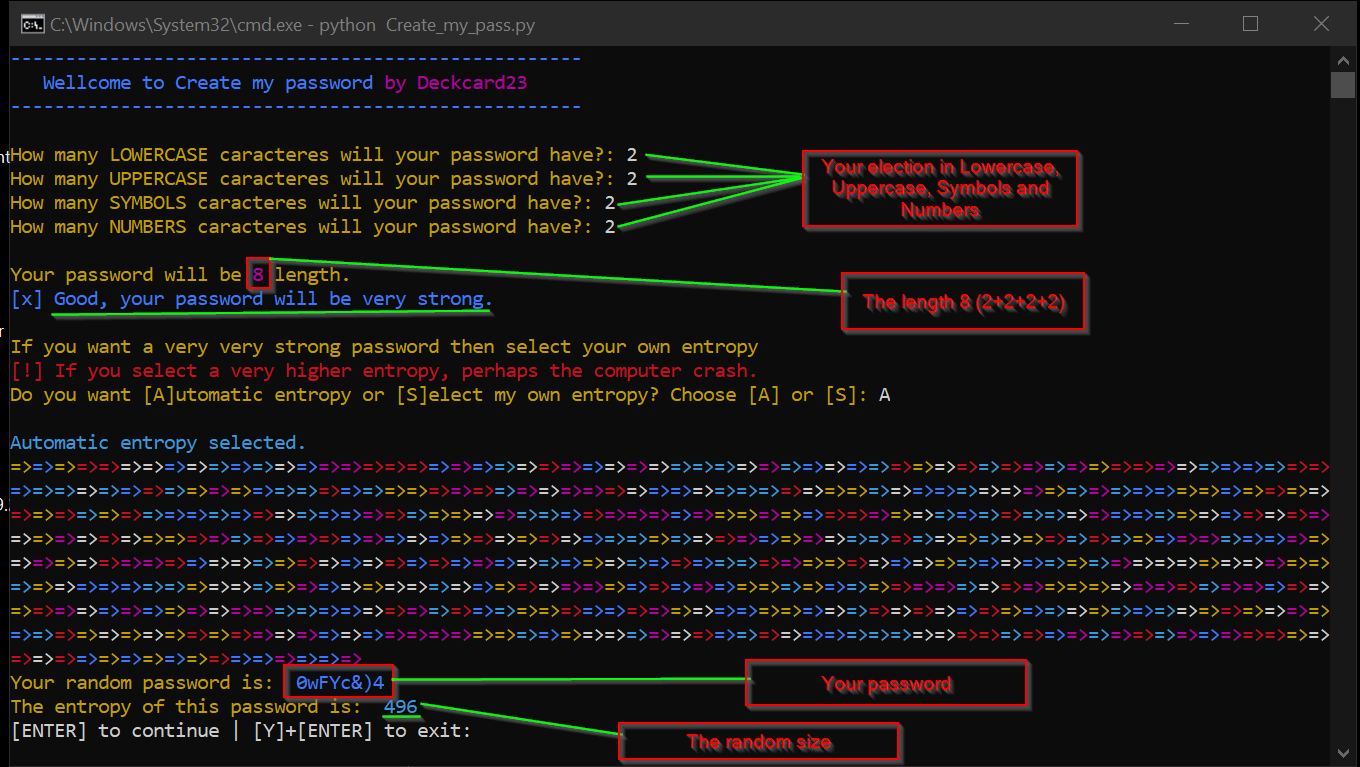 C:\Windows\System32\cmd.exe - python  Create_my_pass.py
----------------------------------------------------
Wellcome to Create my password by Deckcard23
----------------------------------------------------
How many LOWERCASE caracteres will your password have?: 2
How many UPPERCASE caracteres will your password have?: 2
How many SYMBOLS caracteres will your password have?: 2
How many NUMBERS caracteres will your password have?: 2
Your election in Lowercase,
Uppercase, Symbols and
Numbers
Your password will be 8 length.
[x] Good, your password will be very strong.
The length 8 (2+2+2+2)
If you want a very very strong password then select your own entropy
[!] If you select a very higher entropy, perhaps the computer crash.
Do you want [A]utomatic entropy or [S]elect my own entropy? Choose [A] or [S]: A
Automatic entropy selected.
=>=>=>=>=>=>=>=>=>=>=>=>=>=>=>=>=>=>=>=>=>=>=>=>=>=>=>=>=>=>=>=>=>=>=>=>=>=>=>=>=>=>=>=>=>=>=>=>=>=>=>=>=>=>=>=>=>=>=>=>
=>=>=>=>=>=>=>=>=>=>=>=>=>=>=>=>=>=>=>=>=>=>=>=>=>=>=>=>=>=>=>=>=>=>=>=>=>=>=>=>=>=>=>=>=>=>=>=>=>=>=>=>=>=>=>=>=>=>=>=>
=>=>=>=>=>=>=>=>=>=>=>=>=>=>=>=>=>=>=>=>=>=>=>=>=>=>=>=>=>=>=>=>=>=>=>=>=>=>=>=>=>=>=>=>=>=>=>=>=>=>=>=>=>=>=>=>=>=>=>=>
=>=>=>=>=>=>=>=>=>=>=>=>=>=>=>=>=>=>=>=>=>=>=>=>=>=>=>=>=>=>=>=>=>=>=>=>=>=>=>=>=>=>=>=>=>=>=>=>=>=>=>=>=>=>=>=>=>=>=>=>
=>=>=>=>=>=>=>=>=>=>=>=>=>=>=>=>=>=>=>=>=>=>=>=>=>=>=>=>=>=>=>=>=>=>=>=>=>=>=>=>=>=>=>=>=>=>=>=>=>=>=>=>=>=>=>=>=>=>=>=>
=>=>=>=>=>=>=>=>=>=>=>=>=>=>=>=>=>=>=>=>=>=>=>=>=>=>=>=>=>=>=>=>=>=>=>=>=>=>=>=>=>=>=>=>=>=>=>=>=>=>=>=>=>=>=>=>=>=>=>=>
=>=>=>=>=>=>=>=>=>=>=>=>=>=>=>=>=>=>=>=>=>=>=>=>=>=>=>=>=>=>=>=>=>=>=>=>=>=>=>=>=>=>=>=>=>=>=>=>=>=>=>=>=>=>=>=>=>=>=>=>
=>=>=>=>=>=>=>=>=>=>=>=>=>=>=>=>=>=>=>=>=>=>=>=>=>=>=>=>=>=>=>=>=>=>=>=>=>=>=>=>=>=>=>=>=>=>=>=>=>=>=>=>=>=>=>=>=>=>=>=>
=>=>=>=>=>=>=>=>=>=>=>=>=>=>=>=>
Your random password is:  0wFYc&)4
Your password
The entropy of this password is:  496
[ENTER] to continue | [Y]+[ENTER] to exit:
The random size